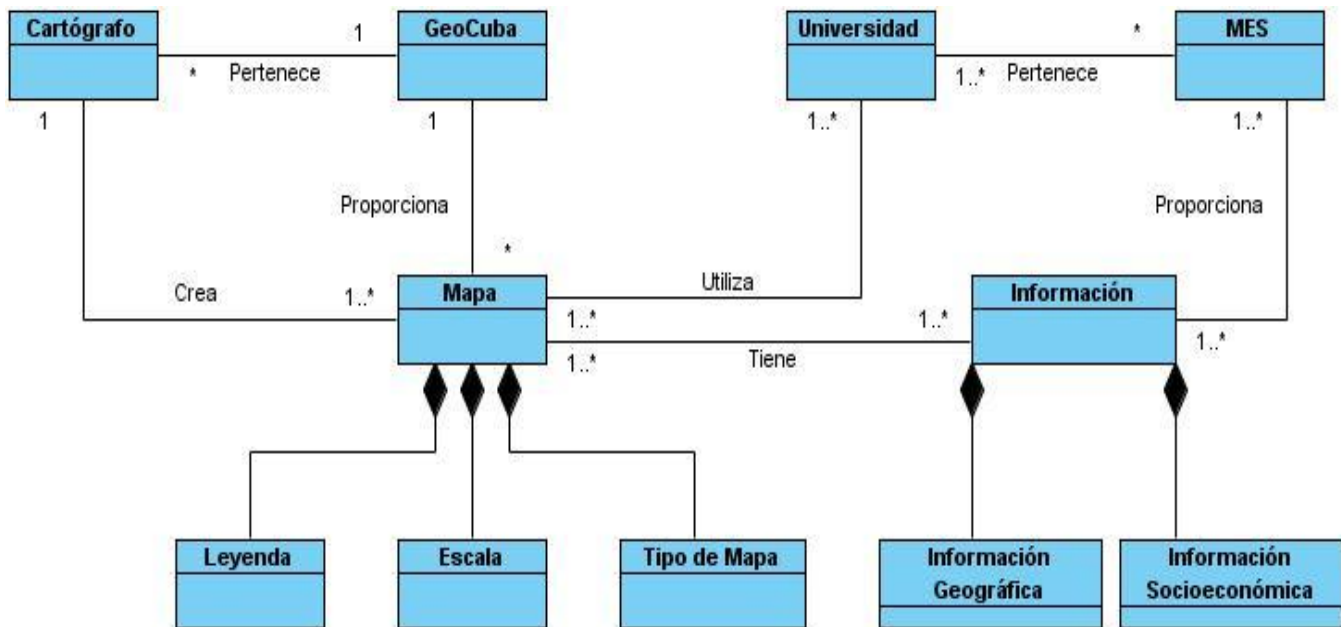 Cartógrafo
GeoCuba
Universidad
MES
1
*
Pertenece
*
1..*
Pertenece
1
1
1..*
1..*
Proporciona
Proporciona
*
Crea
1..*
Mapa
Utiliza
Información
1..*
1..*
1..*
Tiene
1..*
Leyenda
Escala
Tipo de Mapa
Información
Geográfica
Información
Socioeconómica